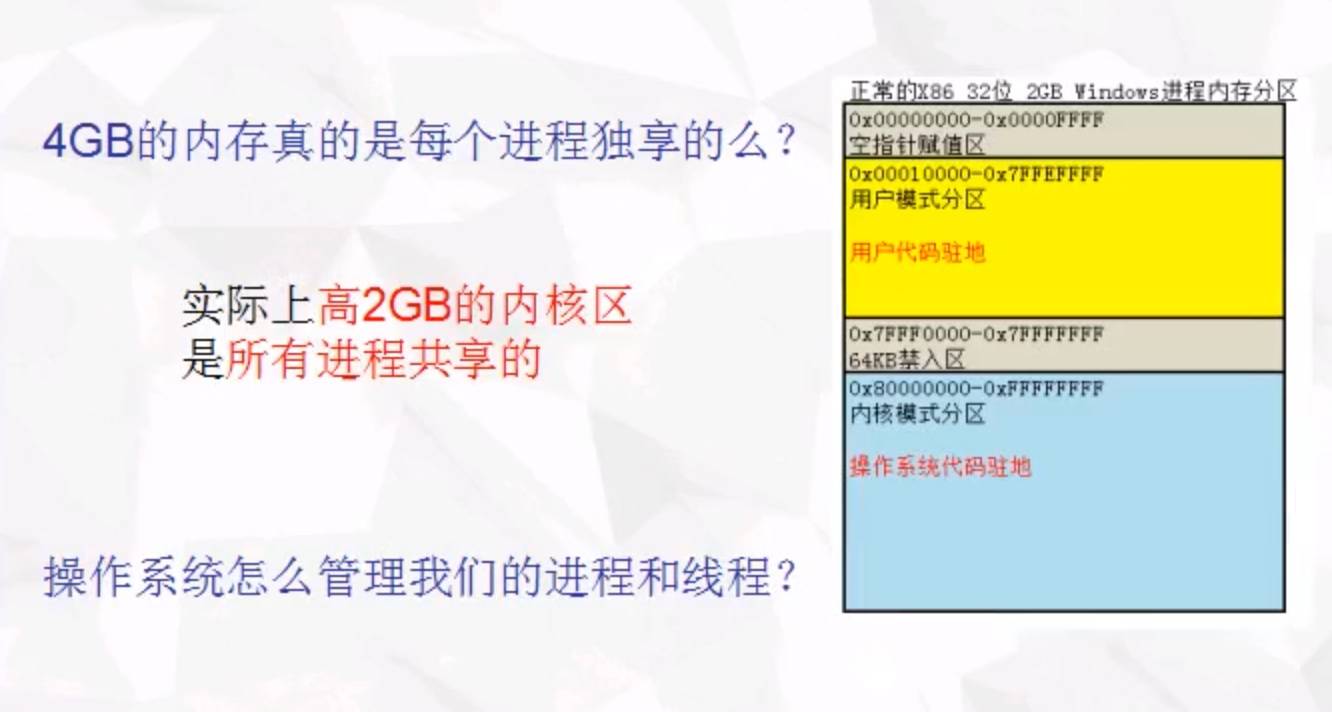 4GB的内存真的是每个进程独享的么？
实际上高2GB的内核区
是所有进程共享的
操作系统怎么管理我们的进程和线程？
正常的X86 32位 2GB Windows进程内存分区
0x00000000-0x0000FFFF
空指针赋值区
0x00010000-0x7FFEFFFF
用户模式分区
用户代码驻地
0x7FFF0000-0x7FFFFFFF
64KB禁入区
0x80000000-0xFFFFFFFF
内核模式分区
操作系统代码驻地